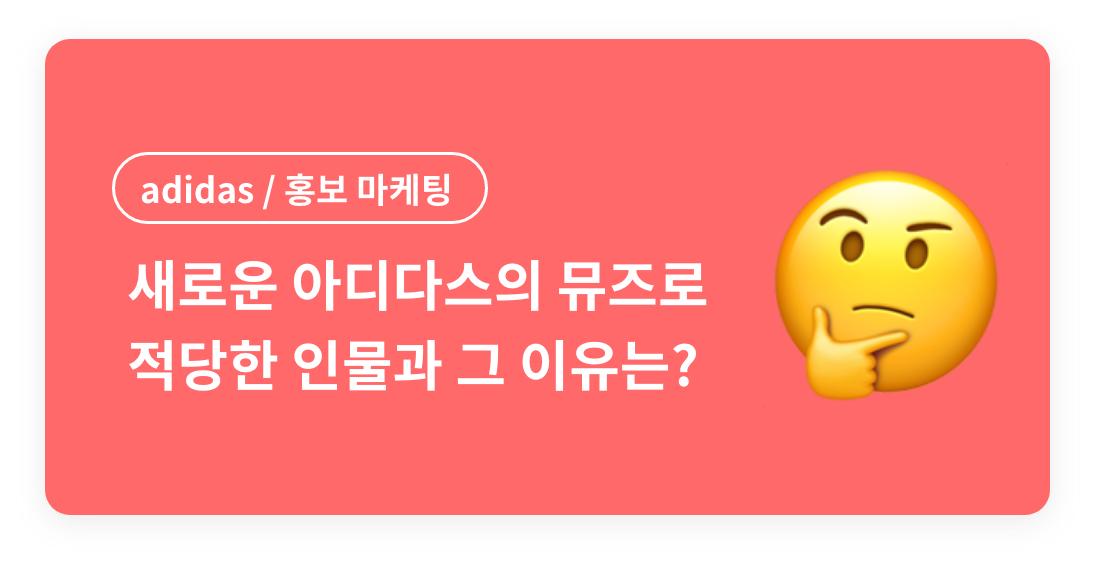 adidas / 홍보 마케팅
새로운 아디다스의 뮤즈로
적당한 인물과 그 이유는?